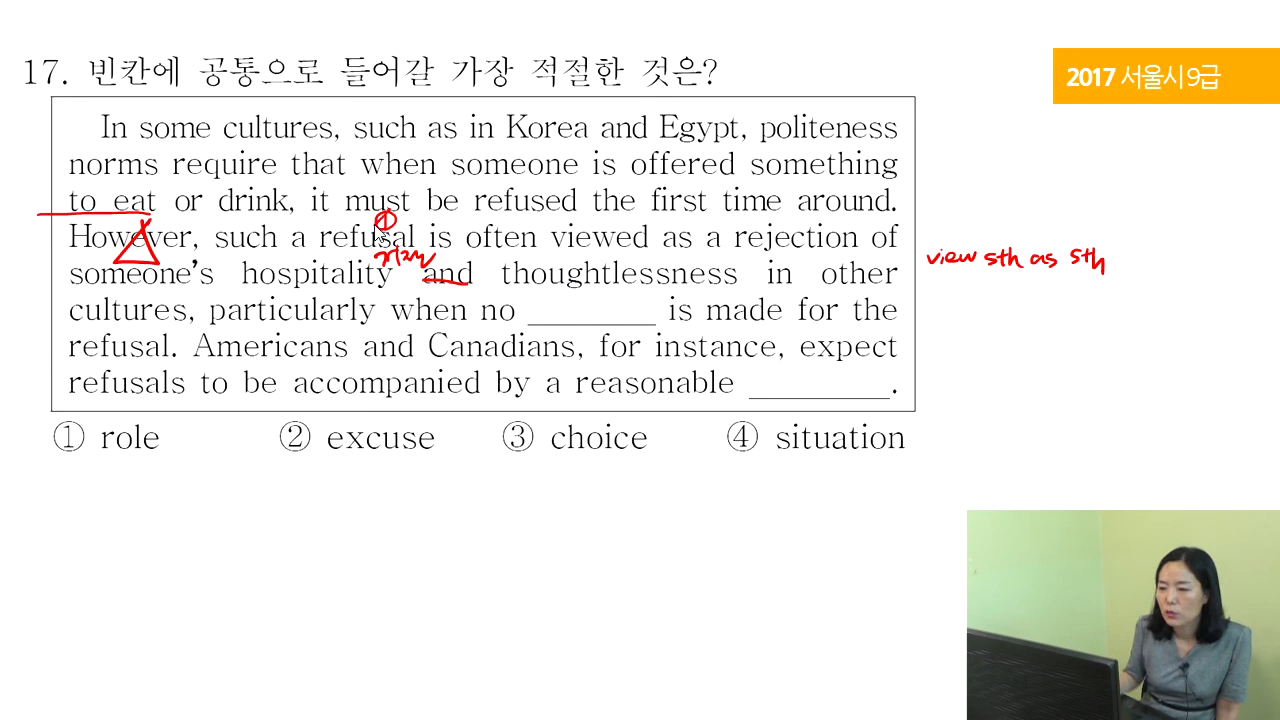 17. 빈칸에 공통으로 들어갈 가장 적절한 것은?
2017 서울시 9급
In some cultures, such as in Korea and Egypt, politeness
norms require that when someone is offered something
to eat or drink, it must be refused the first time around.
However, such a refusal is often viewed as a rejection of
someone's hospitality and thoughtlessness in other
cultures, particularly when no ________ is made for the
refusal. Americans and Canadians, for instance, expect
refusals to be accompanied by a reasonable ________.
view sth as sth
① role ② excuse ③ choice ④ situation